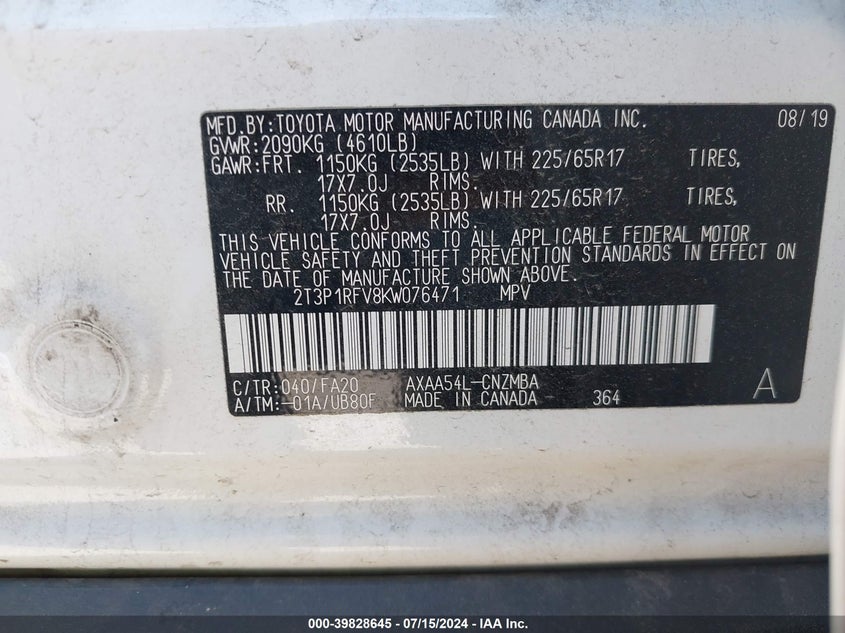 MFD.BY:TOYOTA MOTOR MANUFACTURING CANADA INC. 08/19
GVWR:2090KG (4610LB)
GAWR:FRT. 1150KG (2535LB) WITH 225/65R17 TIRES,
17X7.0J RIMS.
RR. 1150KG (2535LB) WITH 225/65R17 TIRES,
17X7.0J RIMS.
THIS VEHICLE CONFORMS TO ALL APPLICABLE FEDERAL MOTOR
VEHICLE SAFETY AND THEFT PREVENTION STANDARDS IN EFFECT ON
THE DATE OF MANUFACTURE SHOWN ABOVE.
2T3P1RFV8KW076471 MPV
C/TR:040/FA20 AXAA54L-CNZMBA
A/TM:-01A/UB80F MADE IN CANADA 364 A
000-39828645 / 07/15/2024 - IAA Inc.